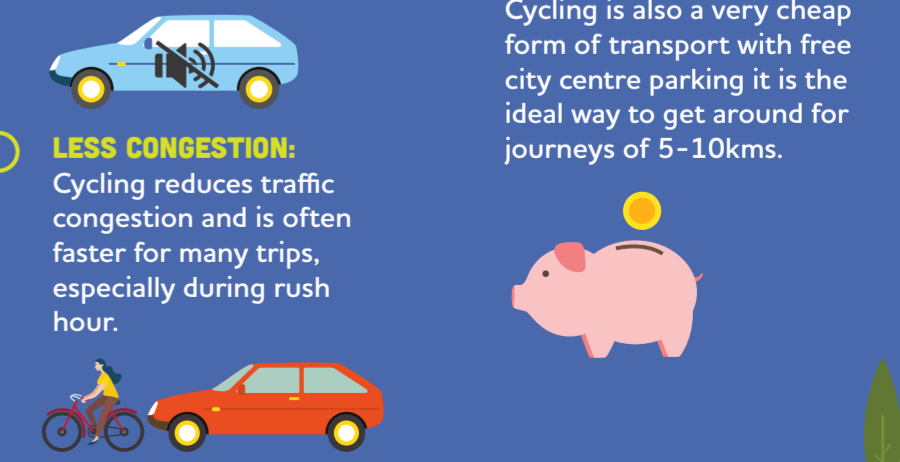 LESS CONGESTION:
Cycling reduces traffic
congestion and is often
faster for many trips,
especially during rush
hour.
Cycling is also a very cheap
form of transport with free
city centre parking it is the
ideal way to get around for
journeys of 5-10kms.